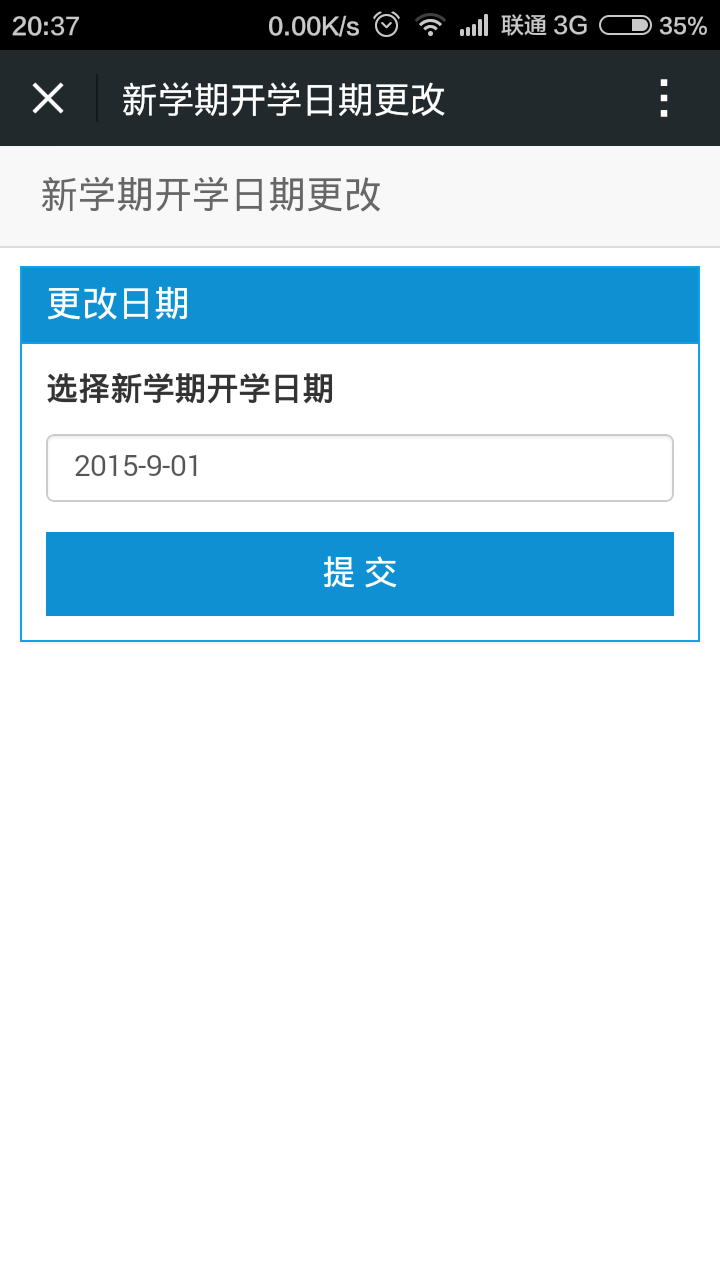 20:37 0.00K/s 联通 3G 35%
新学期开学日期更改
新学期开学日期更改
更改日期
选择新学期开学日期
2015-9-01
提 交